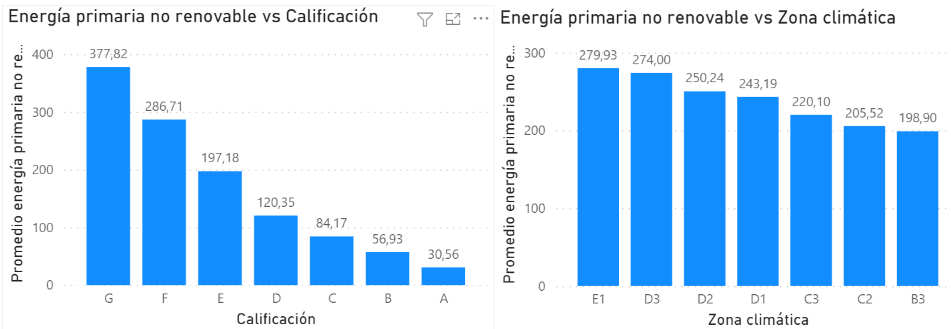 Energía primaria no renovable vs Calificación
Promedio energía primaria no re...
400
300
200
100
0
377,82
286,71
197,18
120,35
84,17
56,93
30,56
G F E D C B A
Calificación
Energía primaria no renovable vs Zona climática
Promedio energía primaria no re...
300
200
100
0
279,93
274,00
250,24
243,19
220,10
205,52
198,90
E1 D3 D2 D1 C3 C2 B3
Zona climática